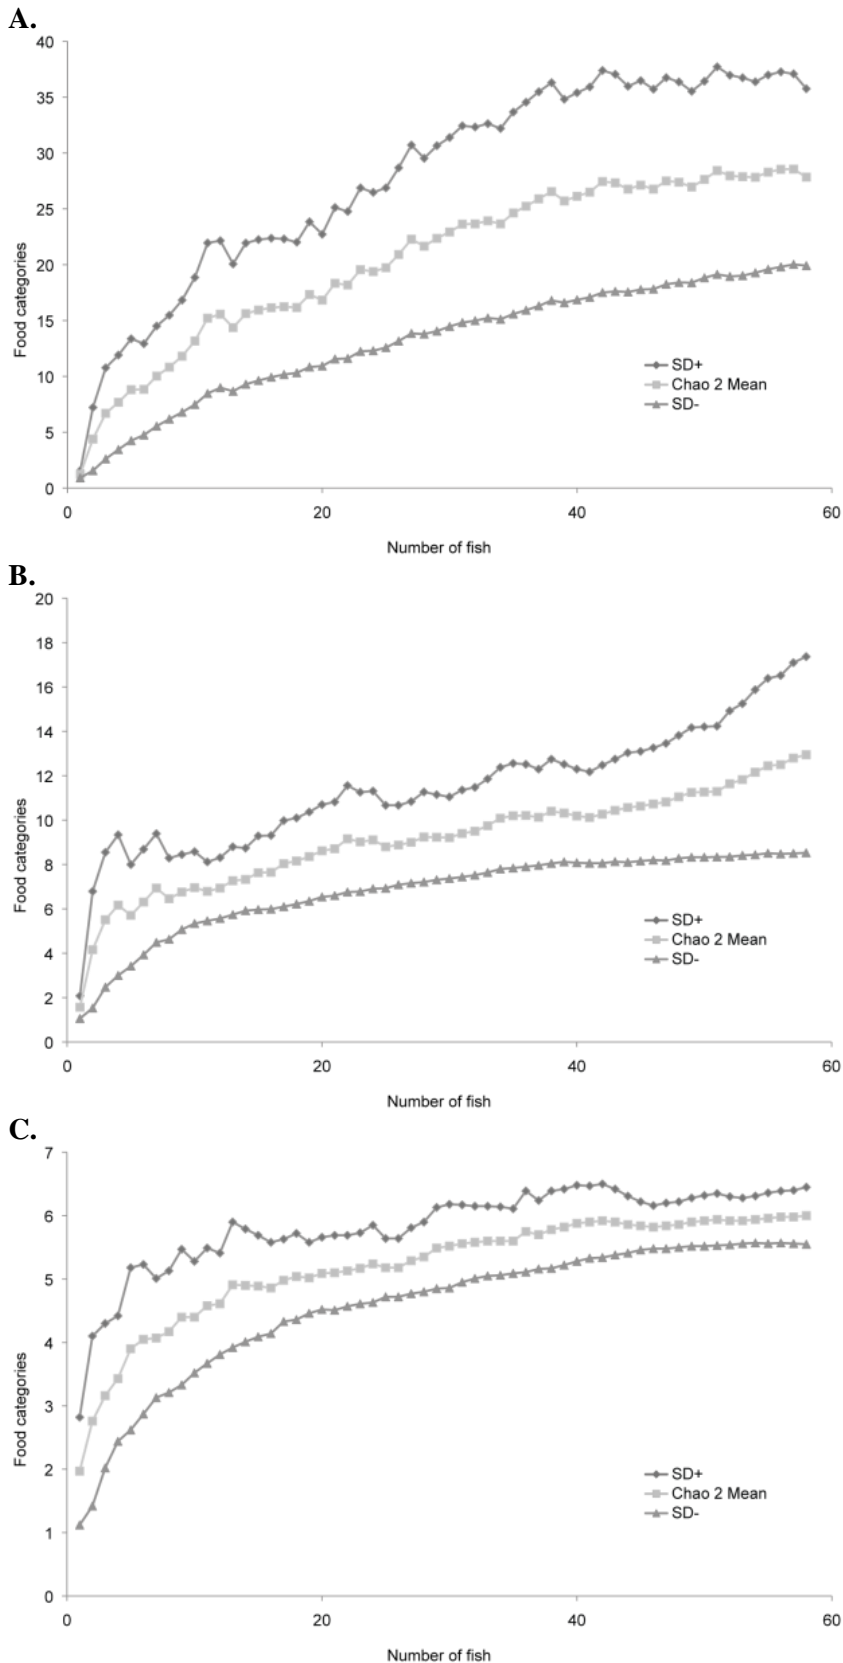 A.
40
35
30
25
20
15
10
5
0
Food categories
SD+
Chao 2 Mean
SD-
0 20 40 60
Number of fish
B.
20
18
16
14
12
10
8
6
4
2
0
Food categories
SD+
Chao 2 Mean
SD-
0 20 40 60
Number of fish
C.
7
6
5
4
3
2
1
0
Food categories
SD+
Chao 2 Mean
SD-
0 20 40 60
Number of fish